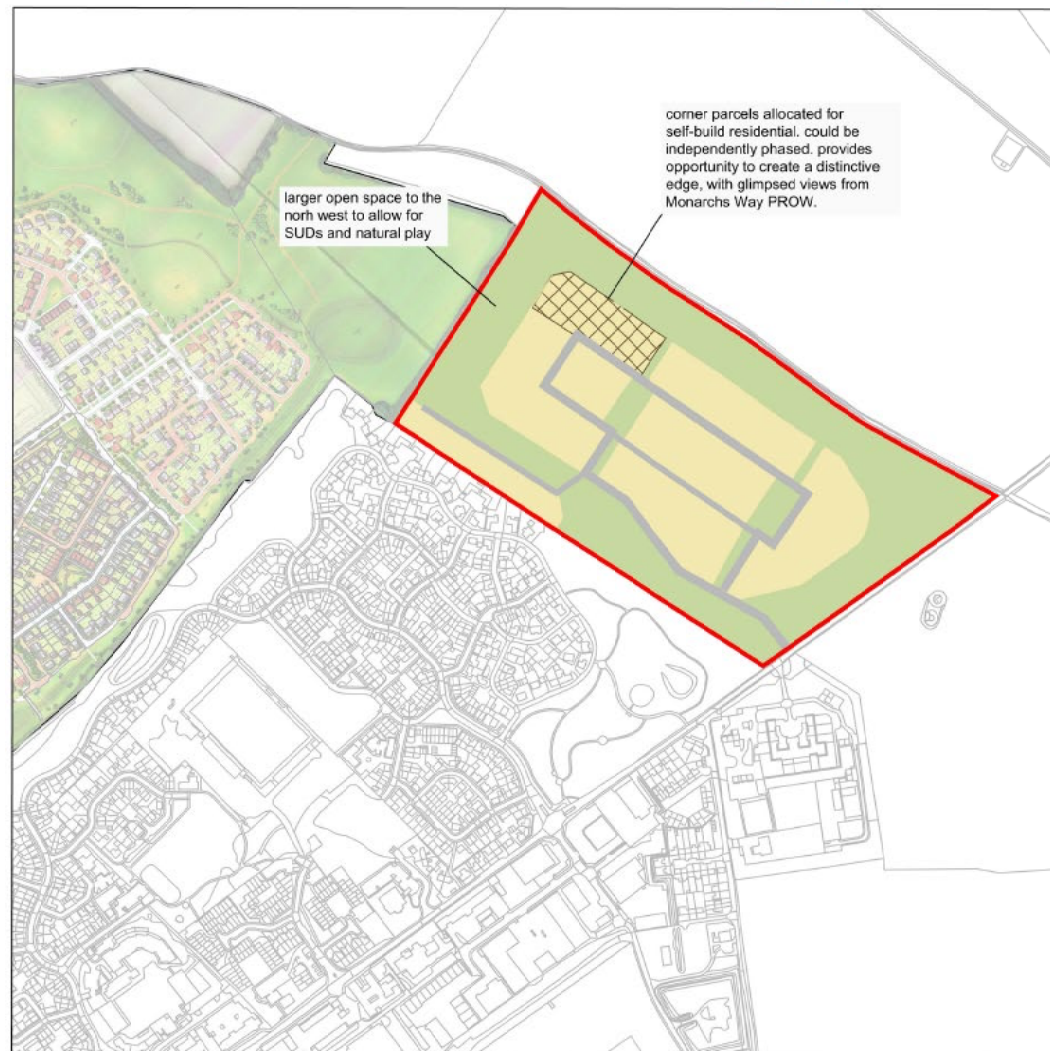 corner parcels allocated for
self-build residential. could be
independently phased. provides
opportunity to create a distinctive
edge, with glimpsed views from
Monarchs Way PROW.
larger open space to the
norh west to allow for
SUDs and natural play